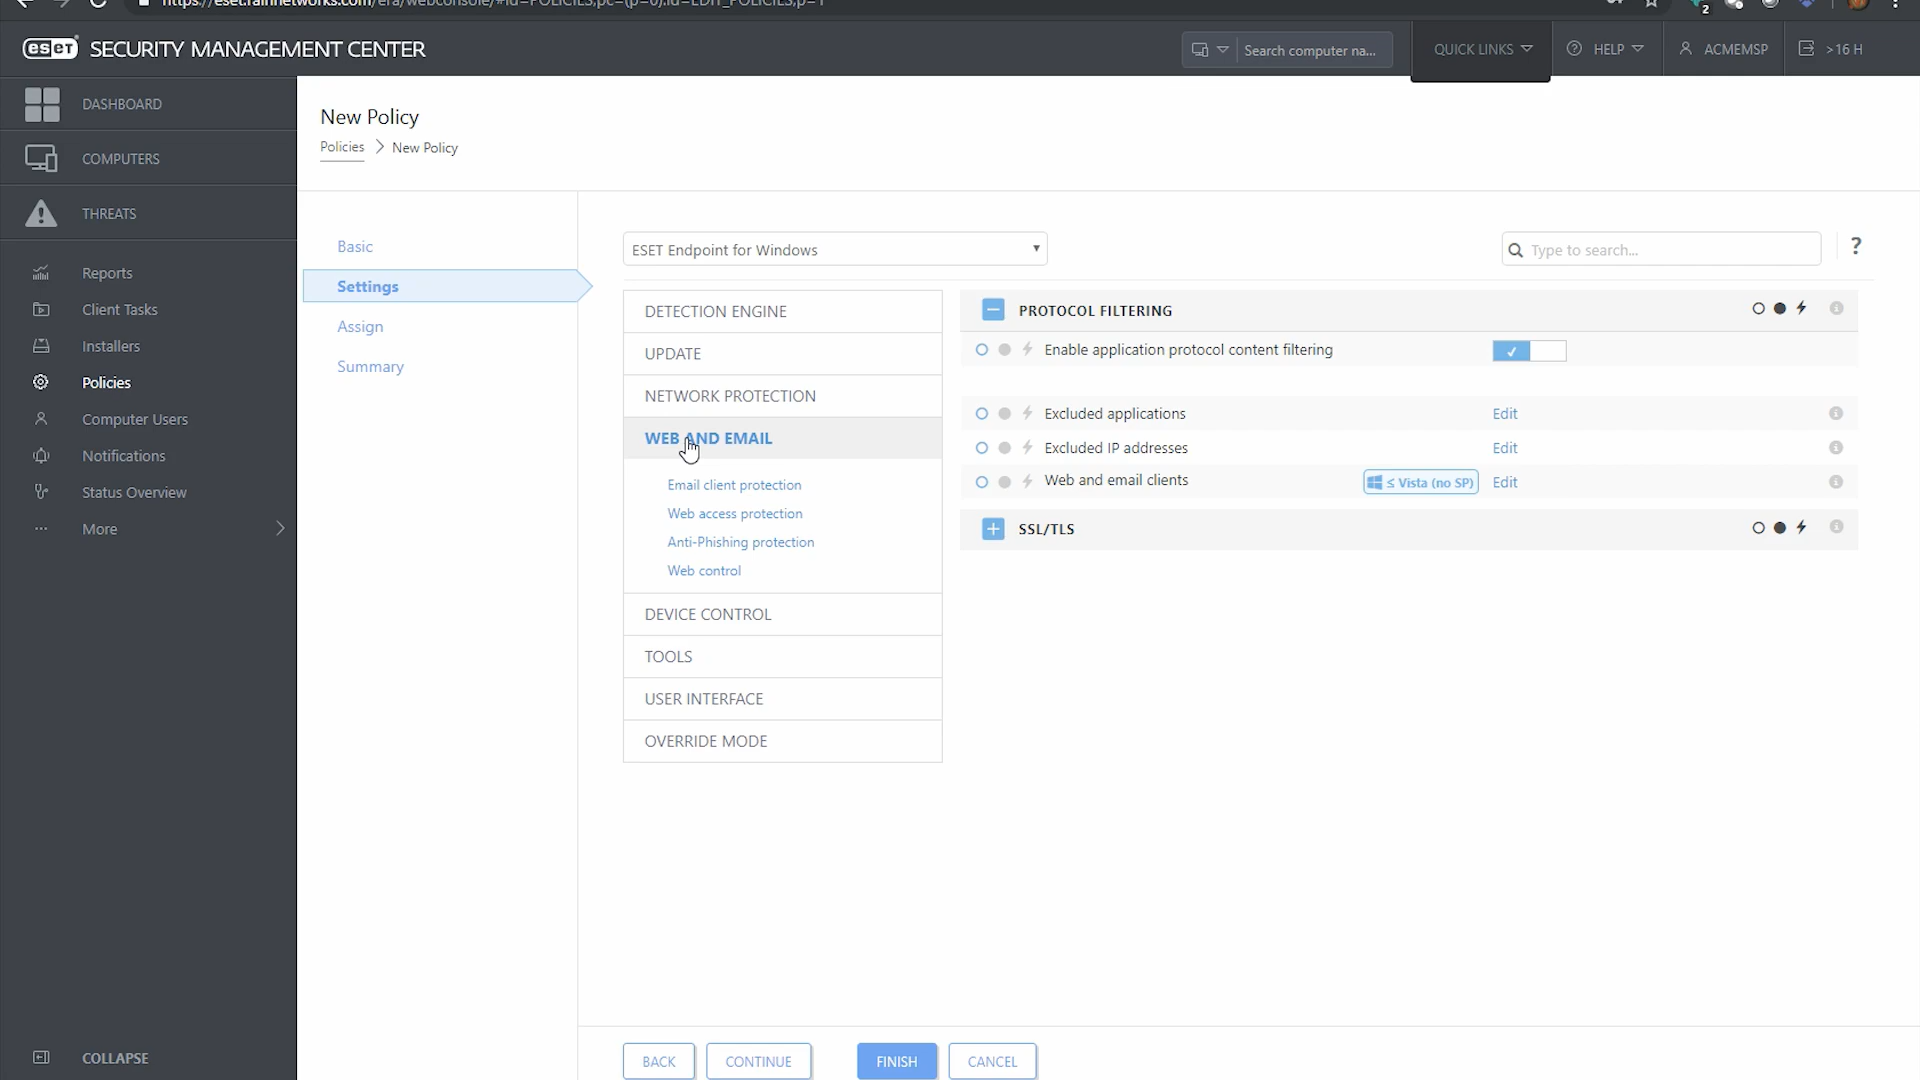 https://eset.rainnetworks.com/era/webconsole/#id=POLICIES;pc=(p=0).id=EDIT_POLICIES;p=1
2
eseT SECURITY MANAGEMENT CENTER
Search computer na...
QUICK LINKS
HELP
ACMEMSP
>16 H
DASHBOARD
COMPUTERS
THREATS
Reports
Client Tasks
Installers
Policies
Computer Users
Notifications
Status Overview
... More
COLLAPSE
New Policy
Policies > New Policy
Basic
Settings
Assign
Summary
ESET Endpoint for Windows
Type to search...
?
DETECTION ENGINE
UPDATE
NETWORK PROTECTION
WEB AND EMAIL
Email client protection
Web access protection
Anti-Phishing protection
Web control
DEVICE CONTROL
TOOLS
USER INTERFACE
OVERRIDE MODE
PROTOCOL FILTERING
Enable application protocol content filtering
Excluded applications Edit
Excluded IP addresses Edit
Web and email clients ≤ Vista (no SP) Edit
SSL/TLS
BACK
CONTINUE
FINISH
CANCEL